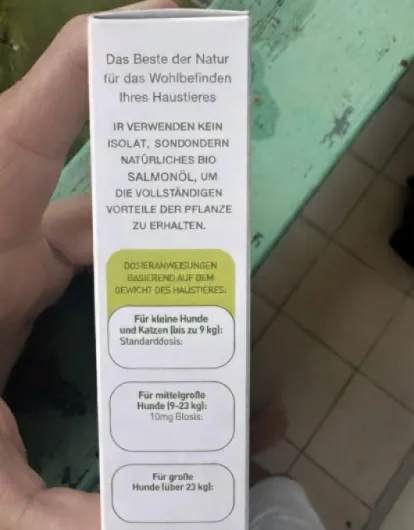 Das Beste der Natur
für das Wohlbefinden
Ihres Haustieres
IR VERWENDEN KEIN
ISOLAT, SONDONDERN
NATÜRLICHES BIO
SALMONÖL, UM
DIE VOLLSTÄNDIGEN
VORTEILE DER PFLANZE
ZU ERHALTEN.
DOSIERANWEISUNGEN
BASIEREND AUF DEM
GEWICHT DES HAUSTIERES:
Für kleine Hunde
und Katzen (bis zu 9 kg):
Standarddosis:
Für mittelgroße
Hunde (9-23 kg):
10mg Blosis:
Für große
Hunde (über 23 kg):